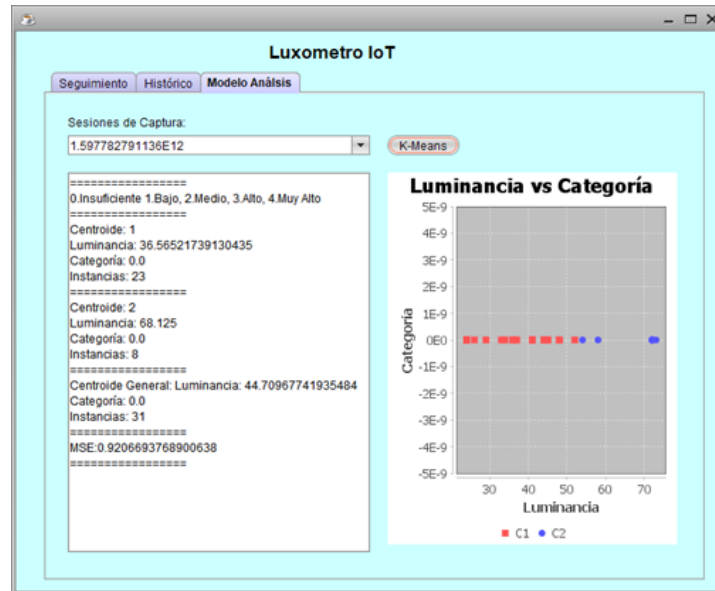 Luxometro IoT
Seguimiento Histórico Modelo Análsis
Sesiones de Captura:
1.597782791136E12 K-Means
=================
0.Insuficiente 1.Bajo, 2.Medio, 3.Alto, 4.Muy Alto
=================
Centroide: 1
Luminancia: 36.56521739130435
Categoría: 0.0
Instancias: 23
=================
Centroide: 2
Luminancia: 68.125
Categoría: 0.0
Instancias: 8
=================
Centroide General: Luminancia: 44.70967741935484
Categoría: 0.0
Instancias: 31
=================
MSE:0.9206693768900638
=================
Luminancia vs Categoría
5E-9
4E-9
3E-9
2E-9
1E-9
0E0
-1E-9
-2E-9
-3E-9
-4E-9
-5E-9
Categoría
30 40 50 60 70
Luminancia
C1 C2